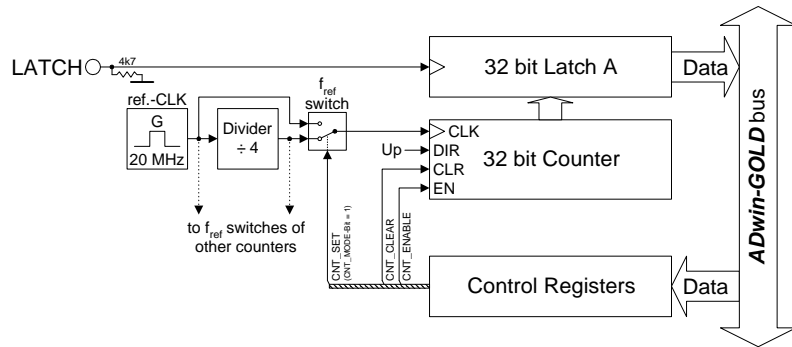 LATCH
4k7
32 bit Latch A
Data
ref.-CLK
G
20 MHz
Divider
÷ 4
f ref
switch
CLK
Up
DIR
CLR
EN
32 bit Counter
to f ref switches of
other counters
CNT_SET
(CNT_MODE-Bit = 1)
CNT_CLEAR
CNT_ENABLE
Control Registers
Data
ADwin-GOLD bus